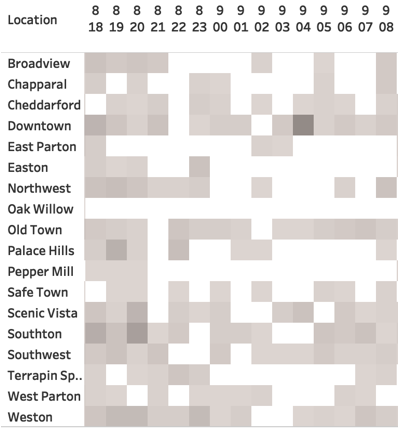 Location 8 8 8 8 8 8 9 9 9 9 9 9 9 9 9
18 19 20 21 22 23 00 01 02 03 04 05 06 07 08
Broadview
Chapparal
Cheddarford
Downtown
East Parton
Easton
Northwest
Oak Willow
Old Town
Palace Hills
Pepper Mill
Safe Town
Scenic Vista
Southton
Southwest
Terrapin Sp..
West Parton
Weston